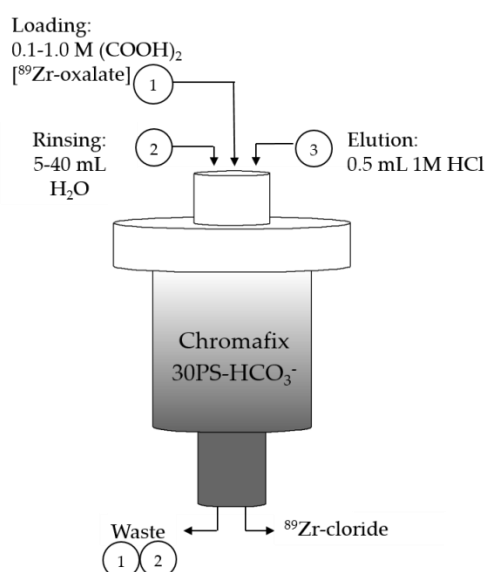 Loading:
0.1-1.0 M (COOH)₂
[⁸⁹Zr-oxalate]
1
Rinsing:
5-40 mL
H₂O
2
3
Elution:
0.5 mL 1M HCl
Chromafix
30PS-HCO₃⁻
Waste
1 2
⁸⁹Zr-cloride